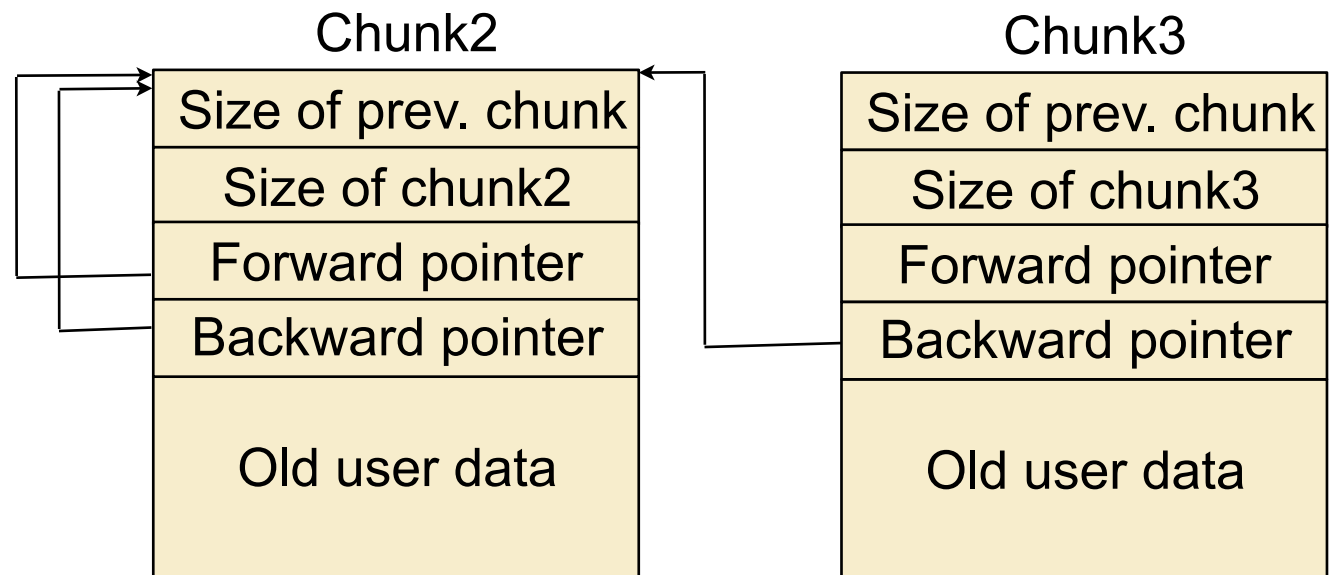 Chunk2
Size of prev. chunk
Size of chunk2
Forward pointer
Backward pointer
Old user data
Chunk3
Size of prev. chunk
Size of chunk3
Forward pointer
Backward pointer
Old user data